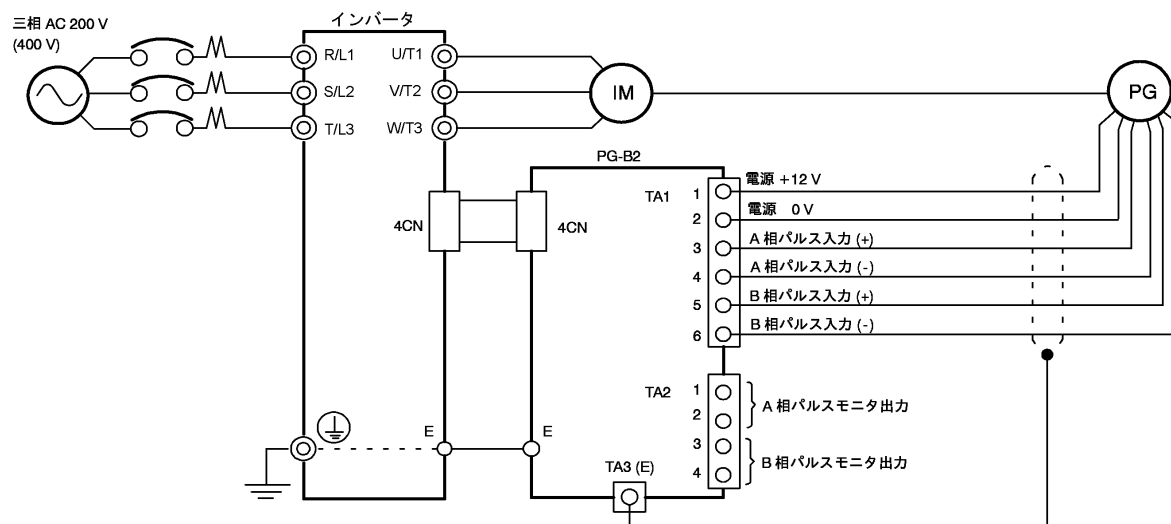 三相 AC 200 V
(400 V)
インバータ
R/L1
U/T1
S/L2
V/T2
T/L3
W/T3
IM
PG
PG-B2
4CN
4CN
TA1
1
電源 +12 V
2
電源 0 V
3
A 相パルス入力 (+)
4
A 相パルス入力 (-)
5
B 相パルス入力 (+)
6
B 相パルス入力 (-)
TA2
1
2
A 相パルスモニタ出力
3
4
B 相パルスモニタ出力
E
E
TA3 (E)